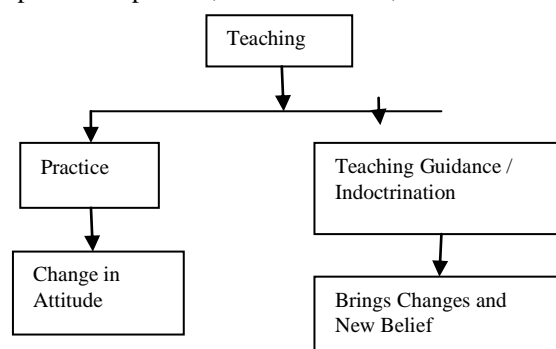 Teaching
Practice
Teaching Guidance /
Indoctrination
Change in
Attitude
Brings Changes and
New Belief